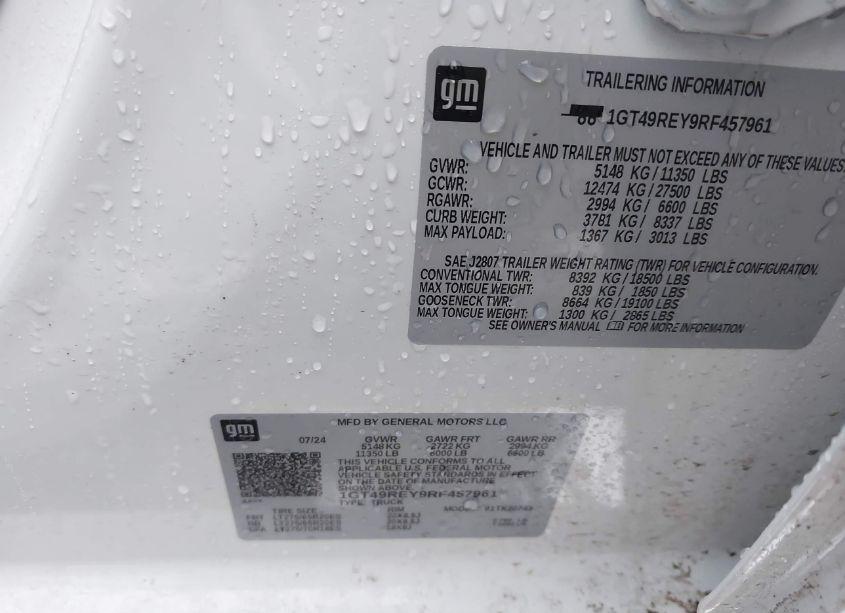 gm
TRAILERING INFORMATION
1GT49REY9RF457961
VEHICLE AND TRAILER MUST NOT EXCEED ANY OF THESE VALUES
GVWR: 5148 KG / 11350 LBS
GCWR: 12474 KG / 27500 LBS
RGAWR: 2994 KG / 6600 LBS
CURB WEIGHT: 3781 KG / 8337 LBS
MAX PAYLOAD: 1367 KG / 3013 LBS
SAE J2807 TRAILER WEIGHT RATING (TWR) FOR VEHICLE CONFIGURATION.
CONVENTIONAL TWR: 8392 KG / 18500 LBS
MAX TONGUE WEIGHT: 839 KG / 1850 LBS
GOOSENECK TWR: 8664 KG / 19100 LBS
MAX TONGUE WEIGHT: 1300 KG / 2865 LBS
SEE OWNER'S MANUAL FOR MORE INFORMATION
gm
MFD BY GENERAL MOTORS LLC
07/24 GVWR GAWR FRT GAWR RR
5148 KG 2722 KG 2994 KG
11350 LB 6000 LB 6600 LB
THIS VEHICLE CONFORMS TO ALL
APPLICABLE U.S. FEDERAL MOTOR
VEHICLE SAFETY STANDARDS IN EFFECT
ON THE DATE OF MANUFACTURE
SHOWN ABOVE.
1GT49REY9RF457961
TYPE: TRUCK
TIRE SIZE RIM MODEL:
FRT
RR
SPA